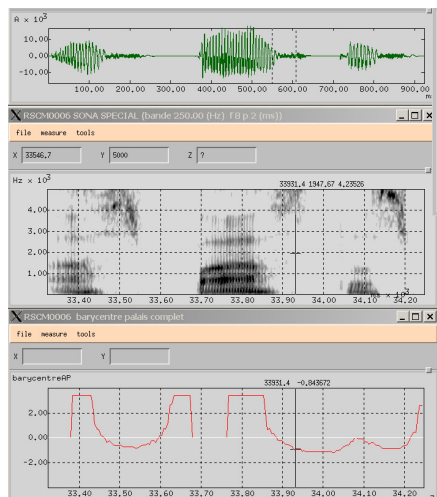 A x 10³
10.00
0.00
-10.00
100.00 200.00 300.00 400.00 500.00 600.00 700.00 800.00 900.00
RSCM0006 SONA SPECIAL (bande 250.00 (Hz) f8 p 2 (ms))
file measure tools
X 33546.7 Y 5000 Z ?
Hz x 10³
33931.4 1947.67 4.23526
4.00
3.00
2.00
1.00
33.40 33.50 33.60 33.70 33.80 33.90 34.00 34.10 34.20
RSCM0006 barycentre palais complet
file measure tools
X Y
barycentreAP
33931.4 -0.843672
2.00
0.00
-2.00
33.40 33.50 33.60 33.70 33.80 33.90 34.00 34.10 34.20